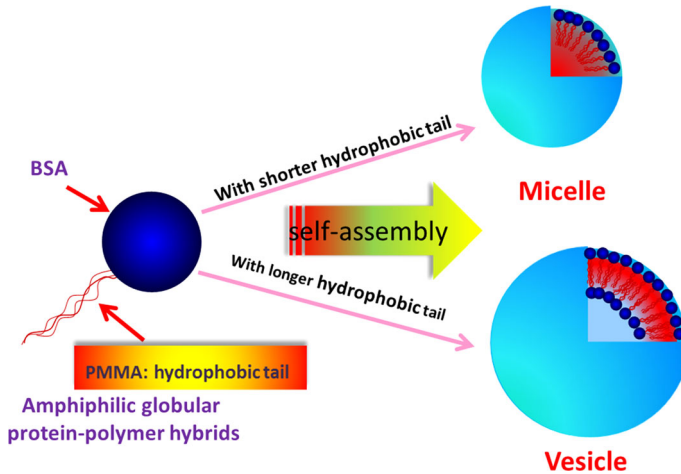 BSA
With shorter hydrophobic tail
Micelle
self-assembly
With longer hydrophobic tail
PMMA: hydrophobic tail
Amphiphilic globular
protein-polymer hybrids
Vesicle